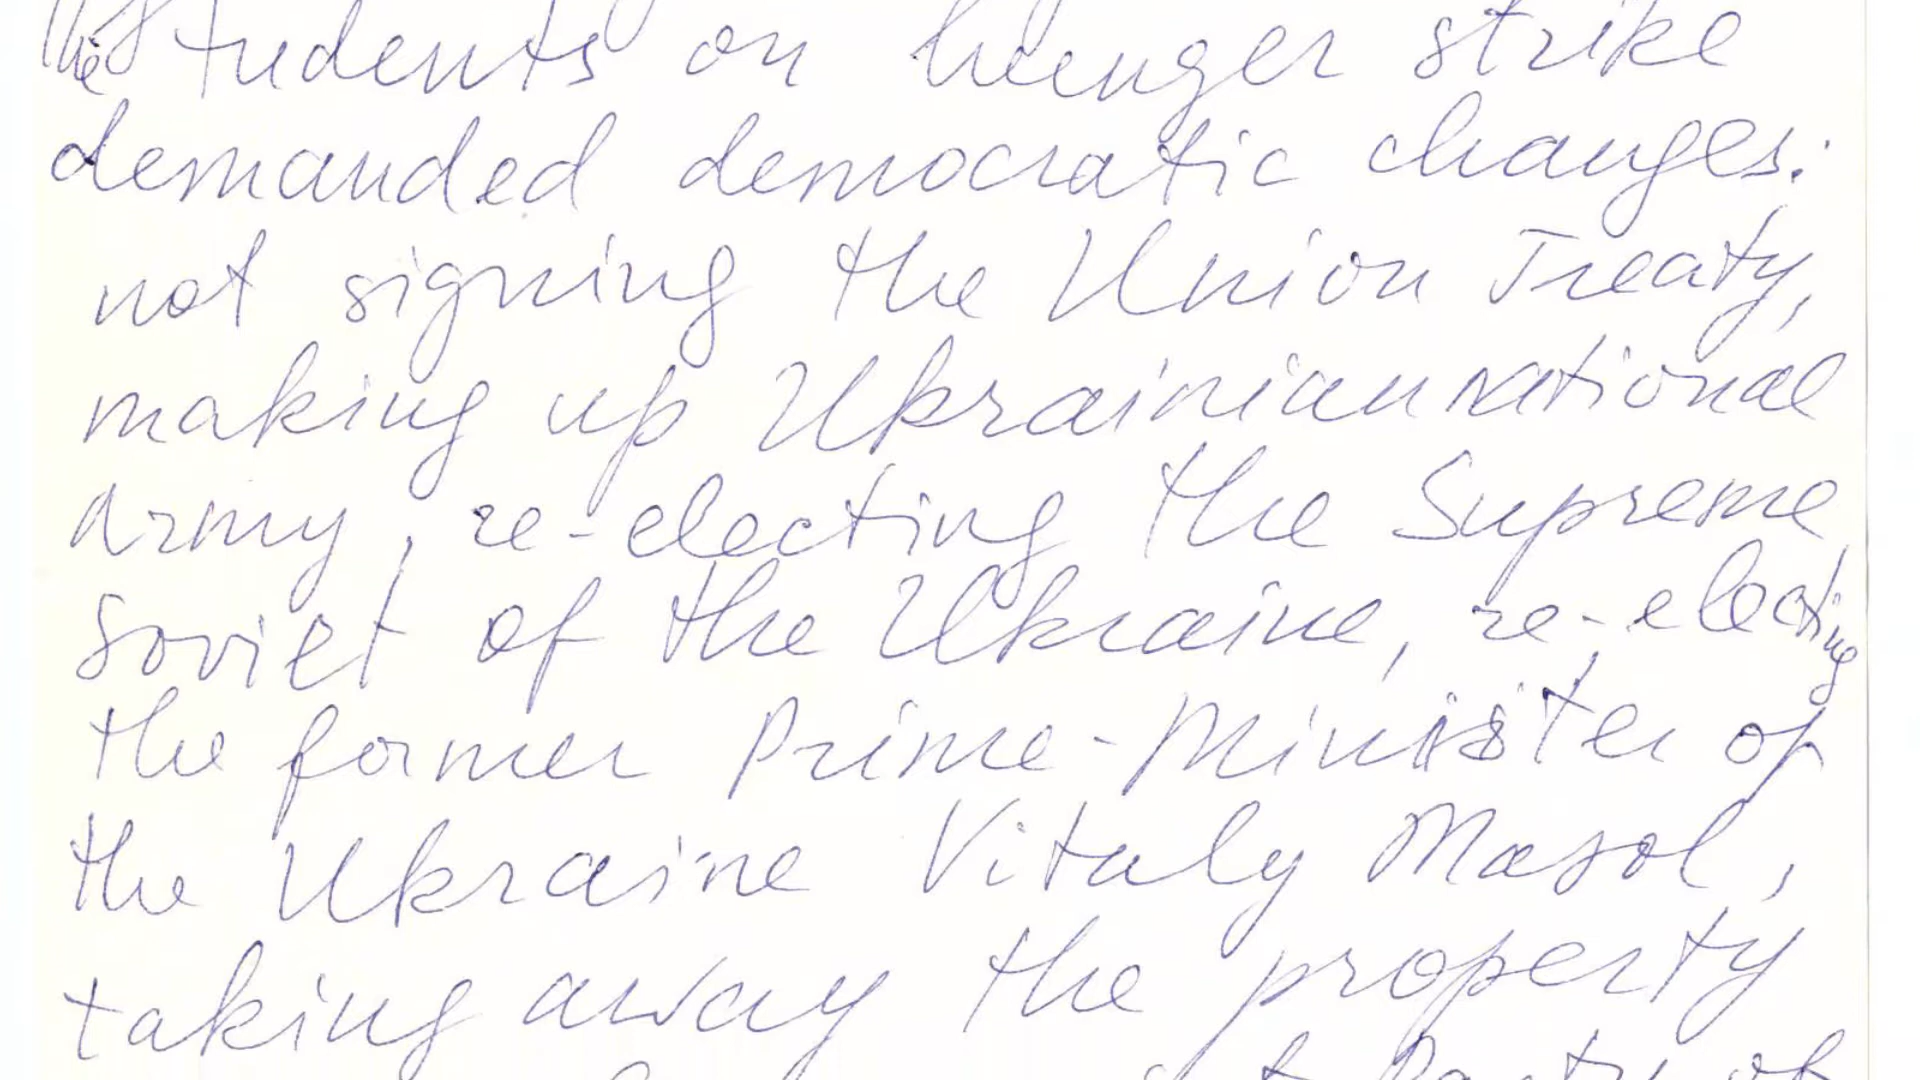 The students on hunger strike
demanded democratic changes:
not signing the Union Treaty,
making up Ukrainian national
army, re-electing the Supreme
Soviet of the Ukraine, re-electing
the former Prime-Minister of
the Ukraine Vitaly Masol,
taking away the property
Party of